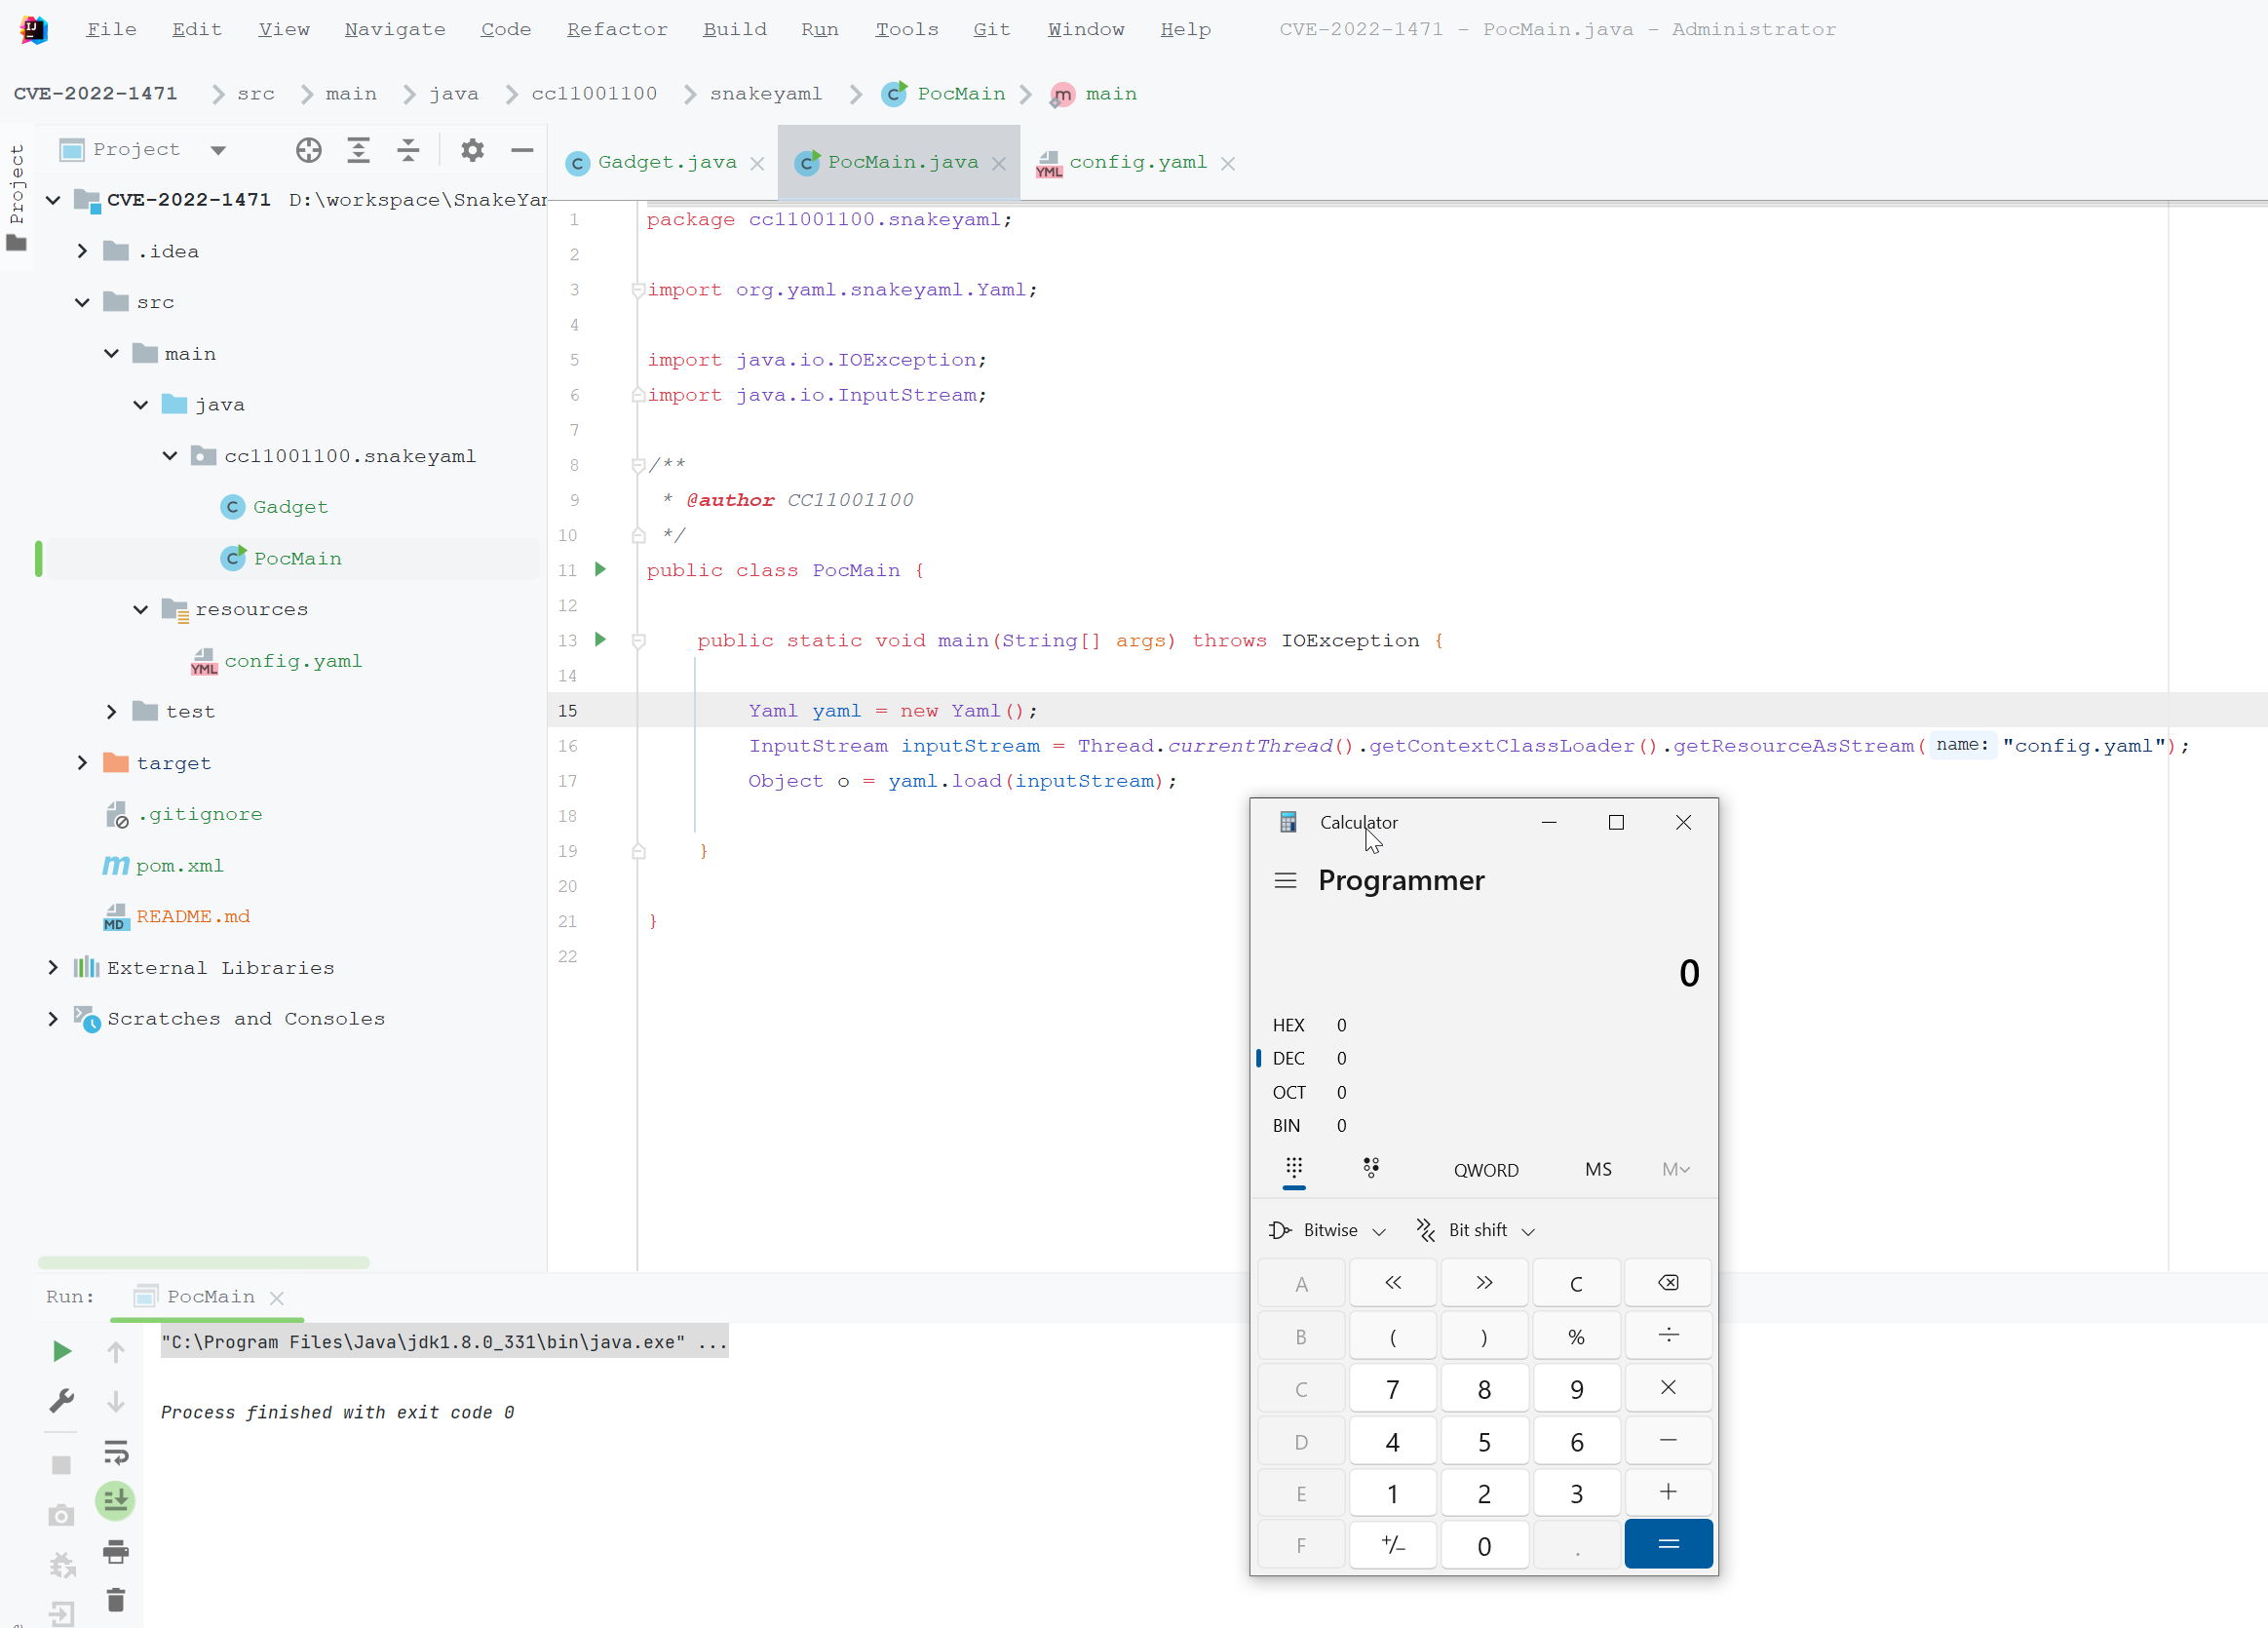 File Edit View Navigate Code Refactor Build Run Tools Git Window Help CVE-2022-1471 - PocMain.java - Administrator
CVE-2022-1471 src main java cc11001100 snakeyaml PocMain main
Project
Project
Gadget.java PocMain.java config.yaml
CVE-2022-1471 D:\workspace\SnakeYam
.idea
src
main
java
cc11001100.snakeyaml
Gadget
PocMain
resources
config.yaml
test
target
.gitignore
pom.xml
README.md
External Libraries
Scratches and Consoles
1 package cc11001100.snakeyaml;
2
3 import org.yaml.snakeyaml.Yaml;
4
5 import java.io.IOException;
6 import java.io.InputStream;
7
8 /**
9 * @author CC11001100
10 */
11 public class PocMain {
12
13 public static void main(String[] args) throws IOException {
14
15 Yaml yaml = new Yaml();
16 InputStream inputStream = Thread.currentThread().getContextClassLoader().getResourceAsStream( name: "config.yaml");
17 Object o = yaml.load(inputStream);
18
19 }
20
21 }
22
Calculator
Programmer
0
HEX 0
DEC 0
OCT 0
BIN 0
QWORD MS M
Bitwise Bit shift
A « » C
B ( ) % ÷
C 7 8 9 ×
D 4 5 6 −
E 1 2 3 +
F +/− 0 . =
Run: PocMain
"C:\Program Files\Java\jdk1.8.0_331\bin\java.exe" ...
Process finished with exit code 0